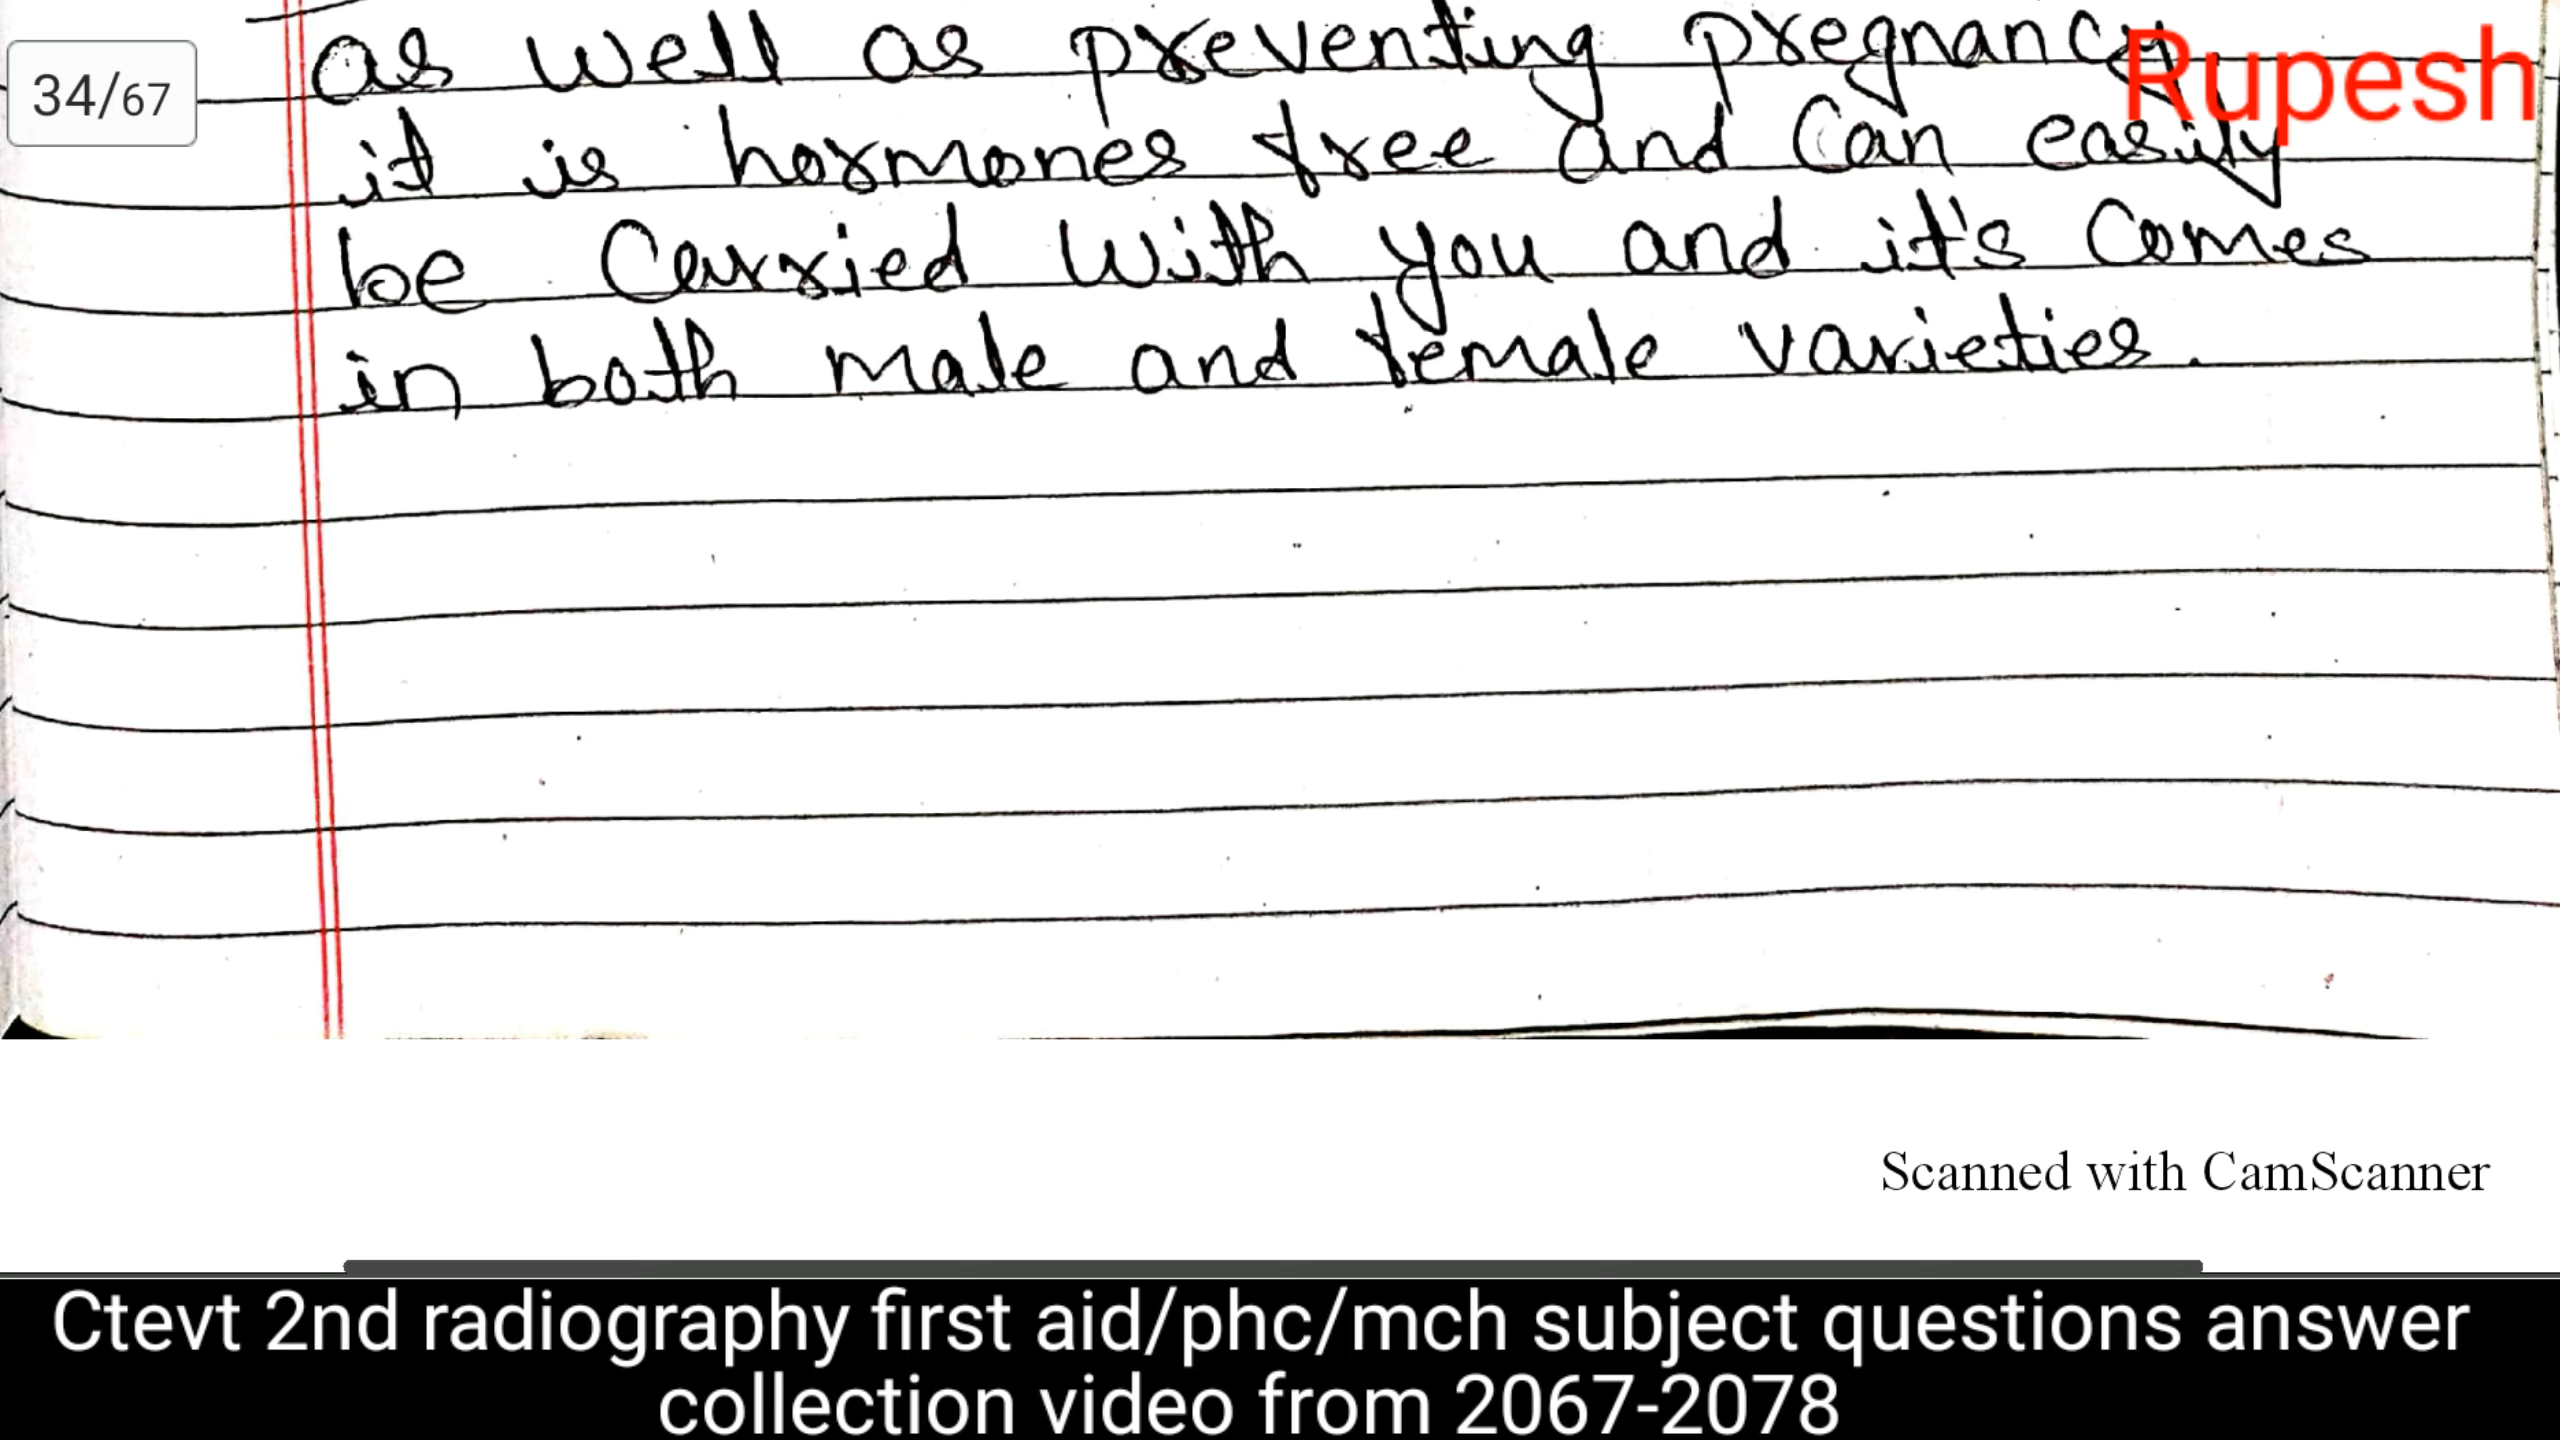 as well as preventing pregnancy
Rupesh
34/67
it is hormones free and can easily
be Carried With you and it's Comes
in both male and female varieties.
Scanned with CamScanner
Ctevt 2nd radiography first aid/phc/mch subject questions answer
collection video from 2067-2078